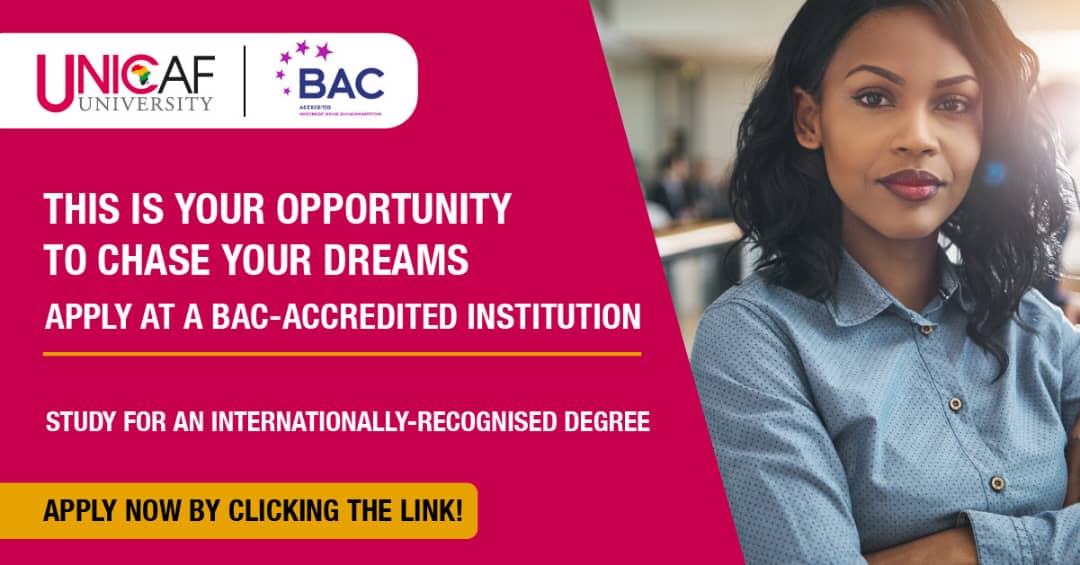 UNICAF
UNIVERSITY
BAC
ACCREDITED
THIS IS YOUR OPPORTUNITY
TO CHASE YOUR DREAMS
APPLY AT A BAC-ACCREDITED INSTITUTION
STUDY FOR AN INTERNATIONALLY-RECOGNISED DEGREE
APPLY NOW BY CLICKING THE LINK!